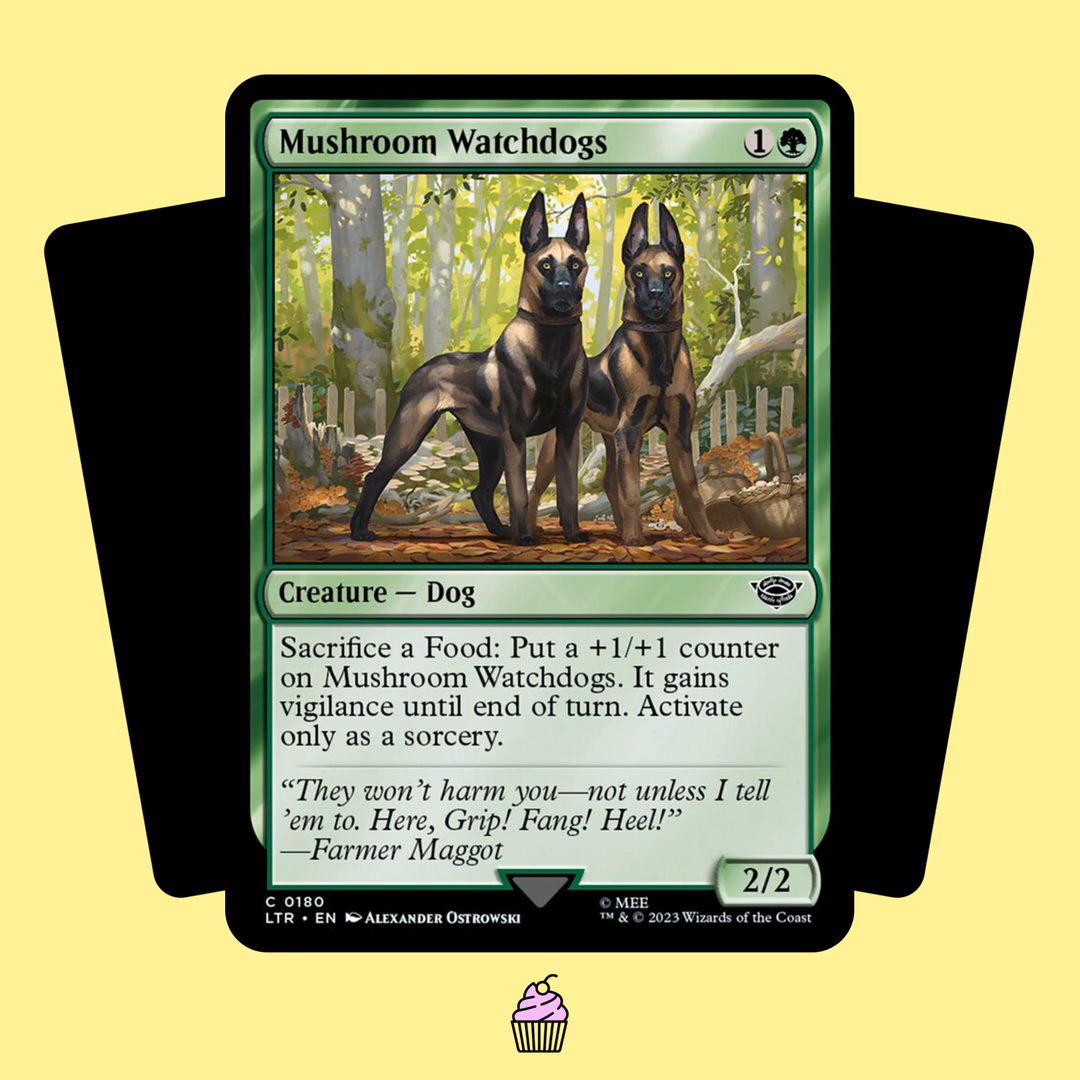 Mushroom Watchdogs 1
Creature — Dog
Sacrifice a Food: Put a +1/+1 counter
on Mushroom Watchdogs. It gains
vigilance until end of turn. Activate
only as a sorcery.
“They won’t harm you—not unless I tell
’em to. Here, Grip! Fang! Heel!”
—Farmer Maggot
2/2
C 0180
LTR • EN Alexander Ostrowski
© MEE
™ & © 2023 Wizards of the Coast